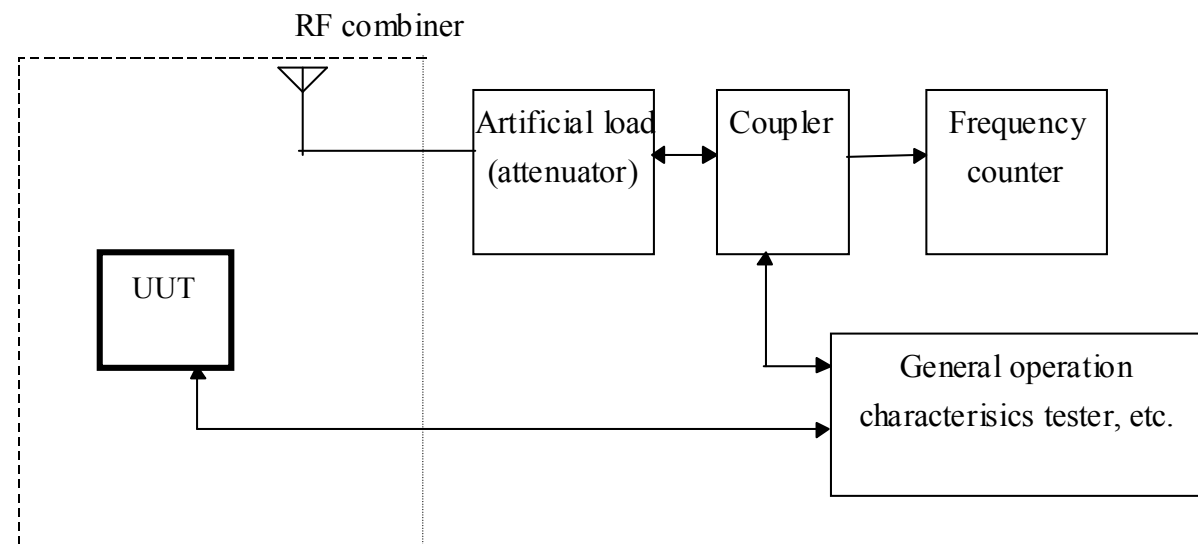 RF combiner
Artificial load
(attenuator)
Coupler
Frequency
counter
UUT
General operation
characterisics tester, etc.